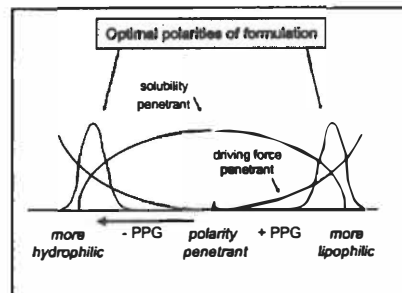 Optimal polarities of formulation
solubility
penetrant
driving force
penetrant
more - PPG polarity + PPG more
hydrophilic penetrant lipophilic